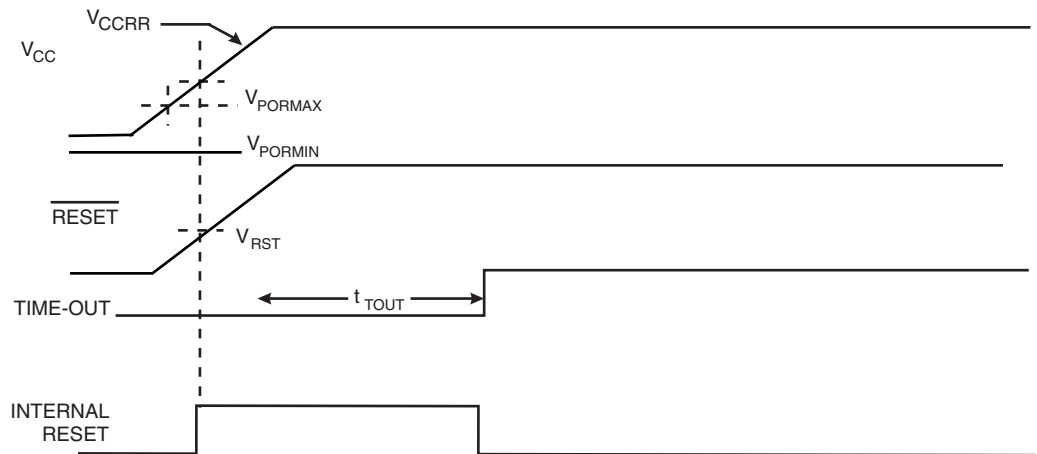 VCCRR
VCC
VPORMAX
VPORMIN
RESET
VRST
TIME-OUT
tTOUT
INTERNAL
RESET